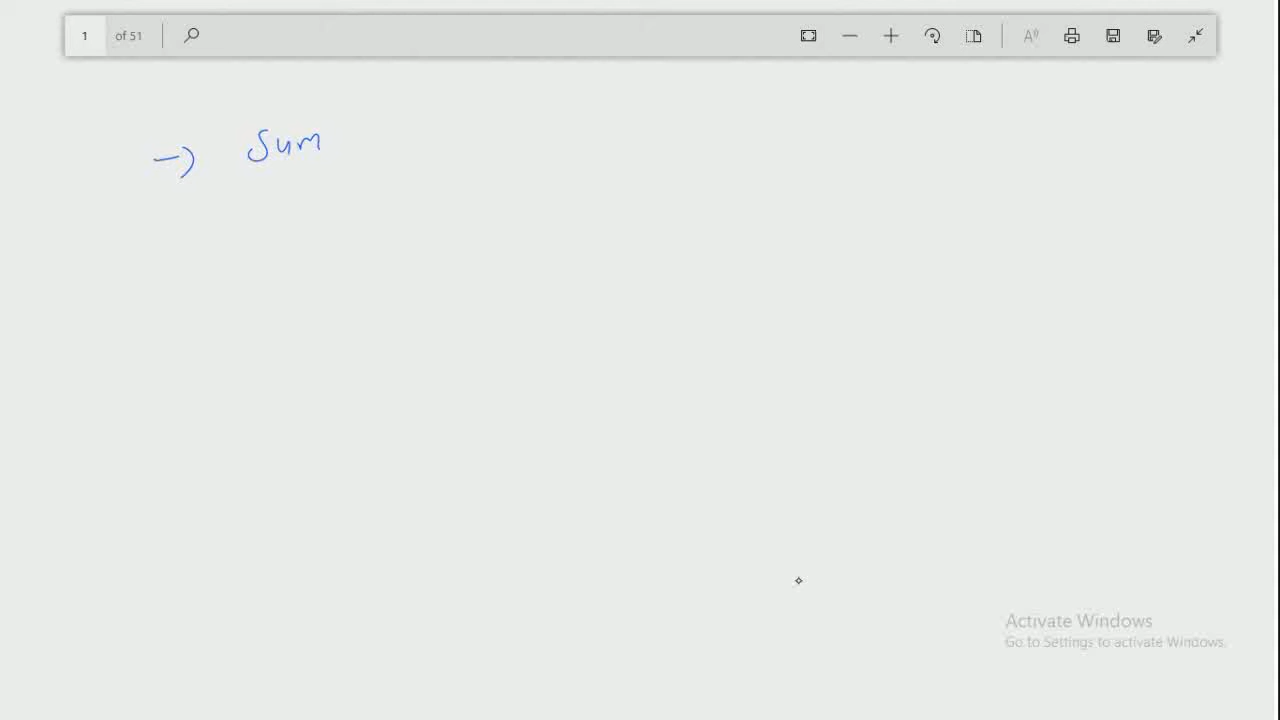 1 of 51
→ Sum
Activate Windows
Go to Settings to activate Windows.